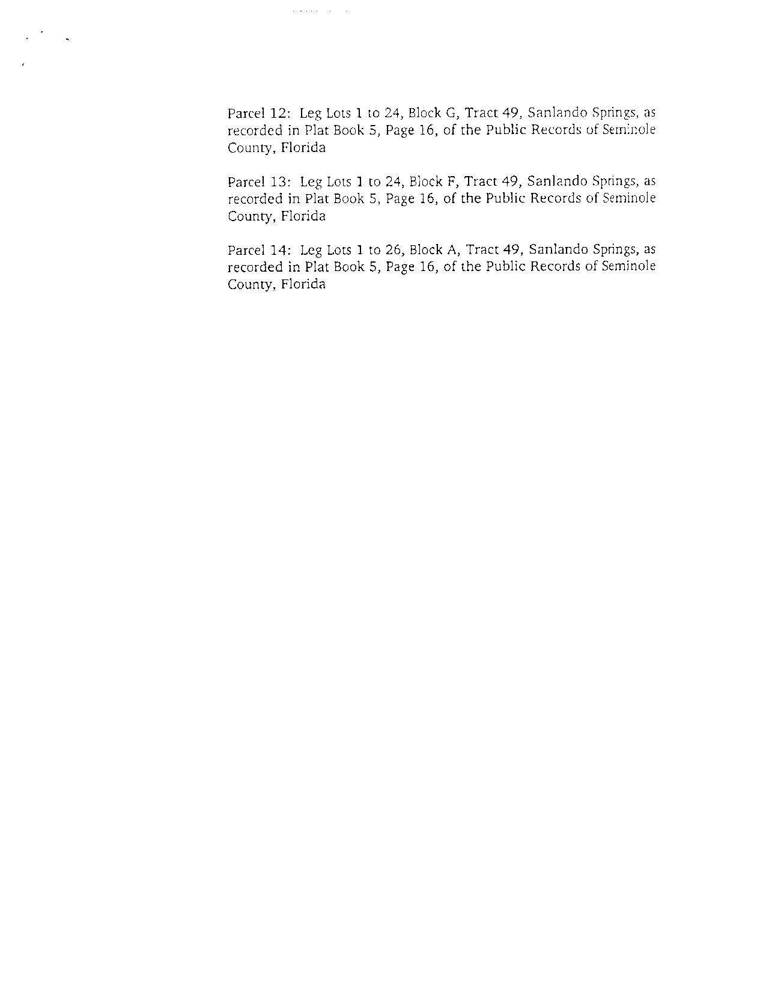 Parcel 12: Leg Lots 1 to 24, Block G, Tract 49, Sanlando Springs, as
recorded in Plat Book 5, Page 16, of the Public Records of Seminole
County, Florida
Parcel 13: Leg Lots 1 to 24, Block F, Tract 49, Sanlando Springs, as
recorded in Plat Book 5, Page 16, of the Public Records of Seminole
County, Florida
Parcel 14: Leg Lots 1 to 26, Block A, Tract 49, Sanlando Springs, as
recorded in Plat Book 5, Page 16, of the Public Records of Seminole
County, Florida